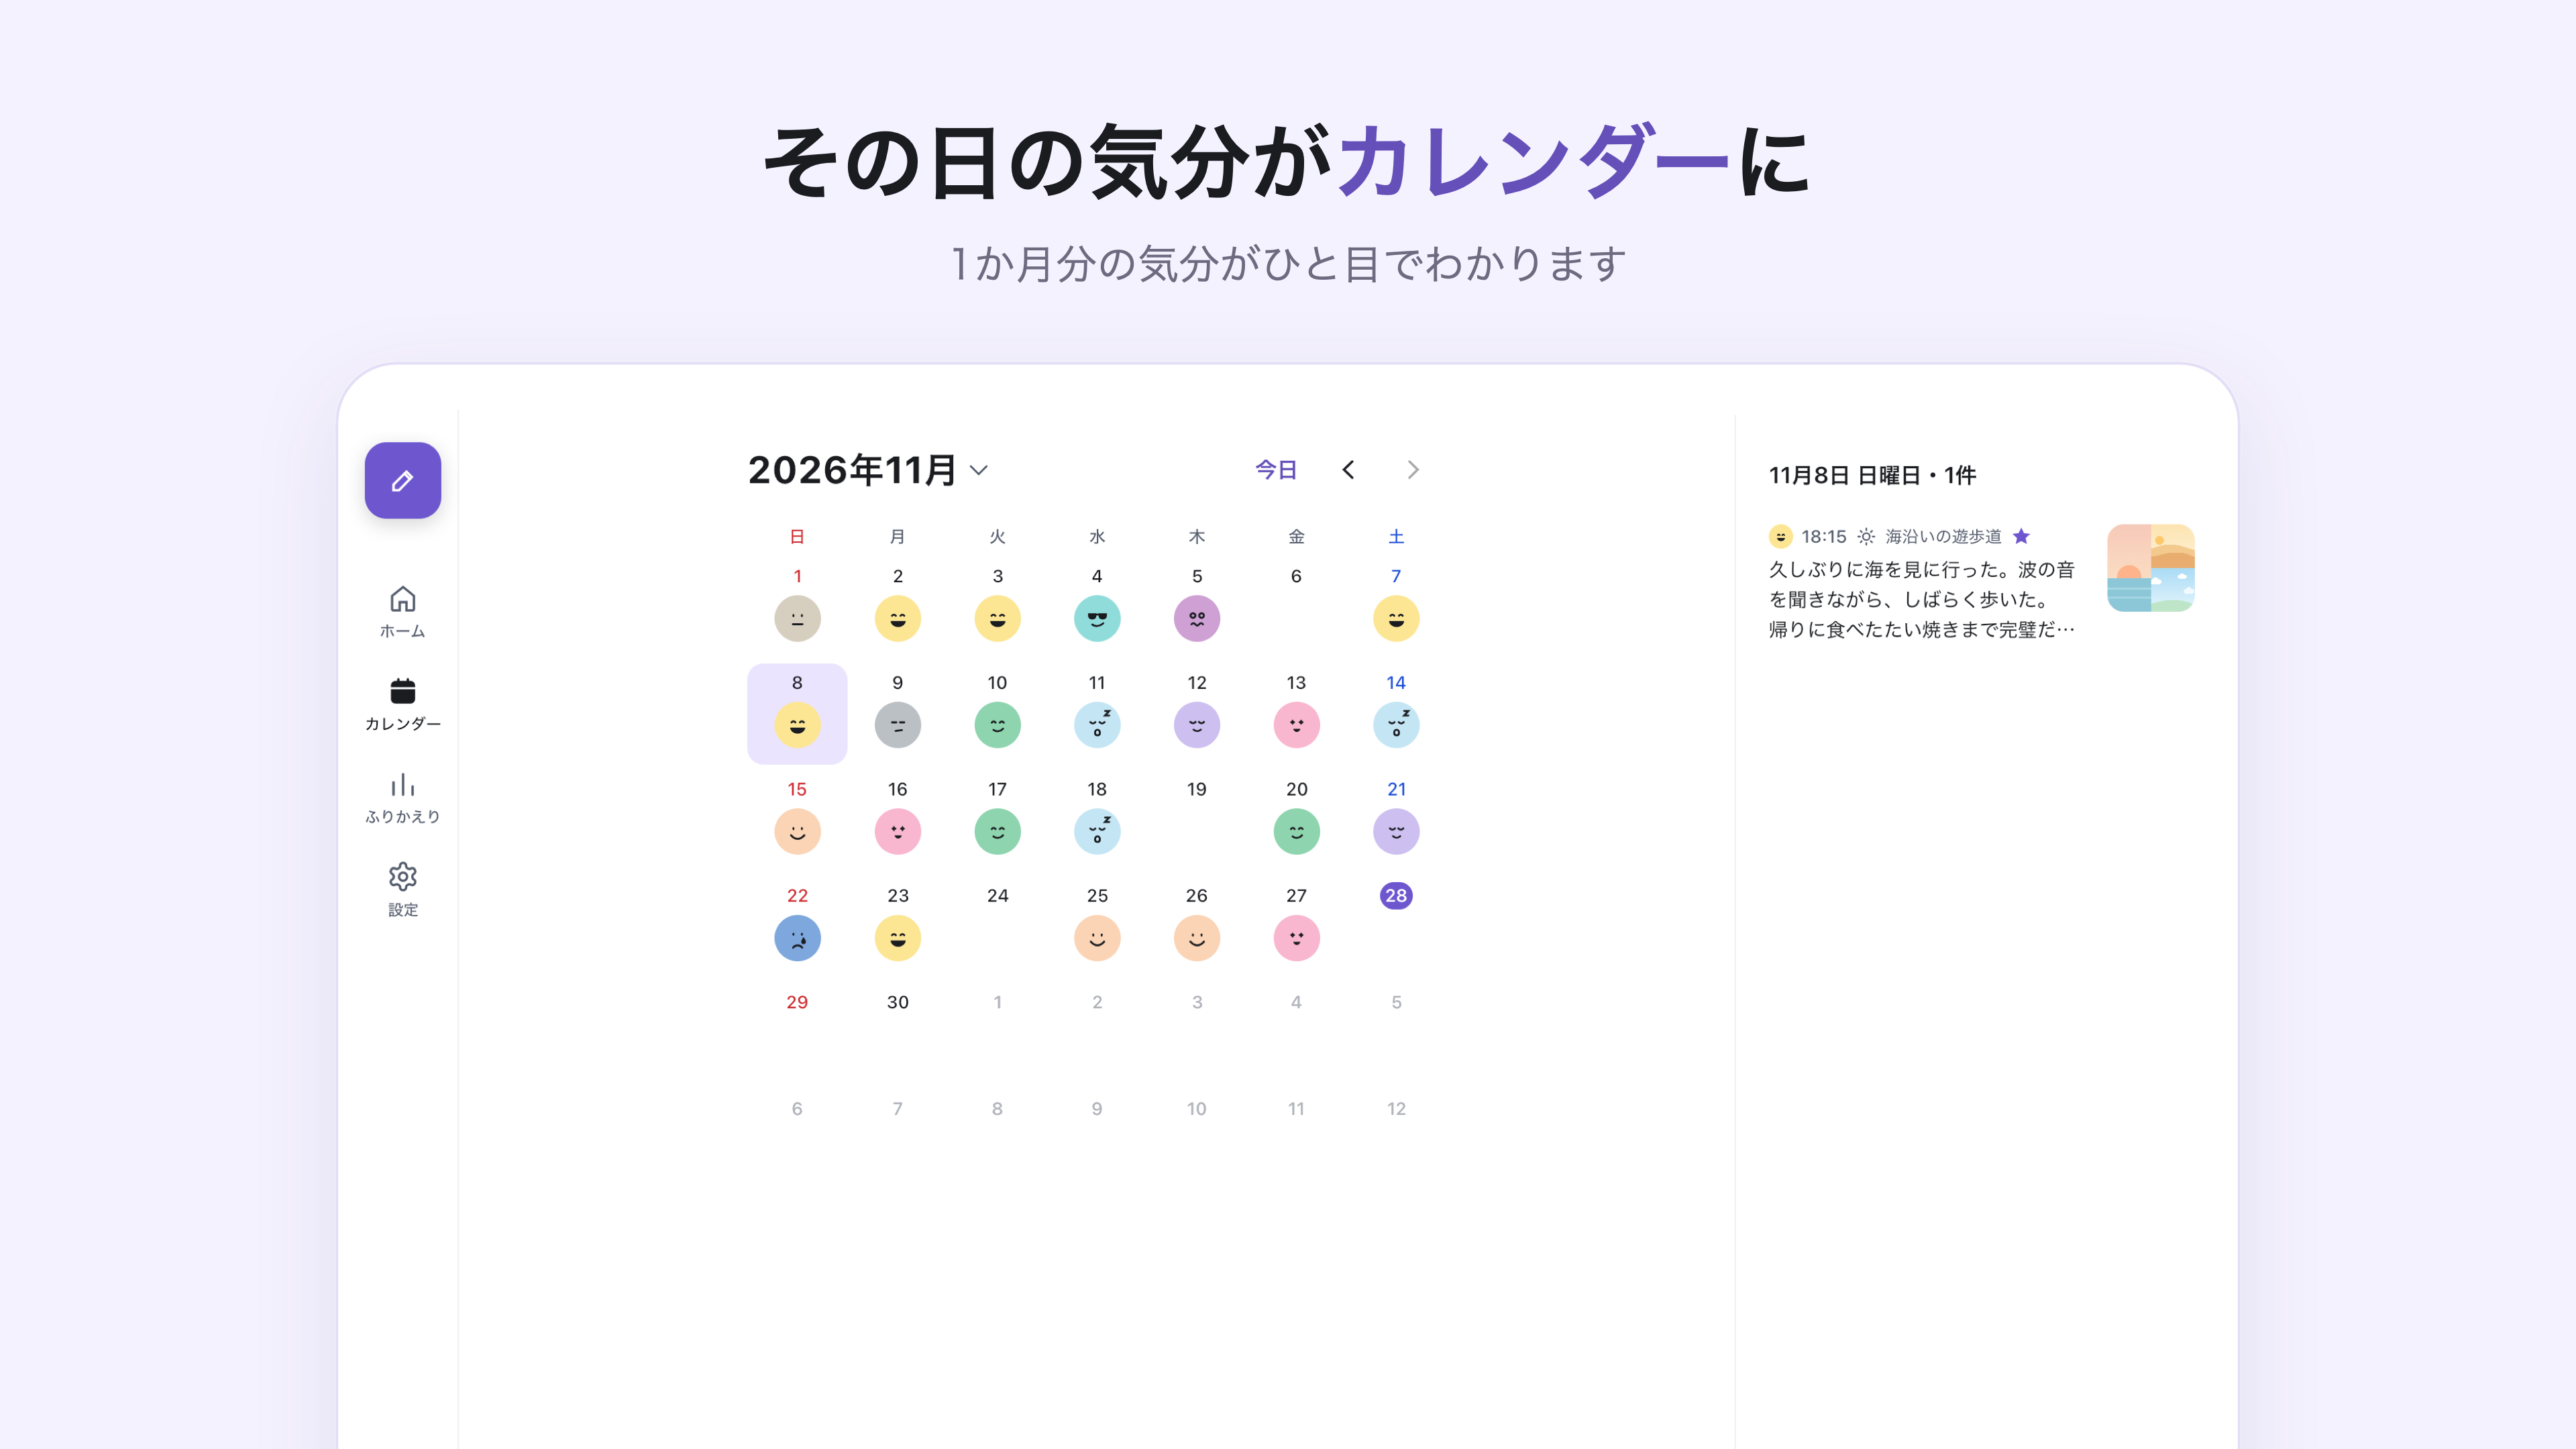 その日の気分がカレンダーに
1か月分の気分がひと目でわかります
ホーム
カレンダー
ふりかえり
設定
2026年11月
今日
日 月 火 水 木 金 土
1 2 3 4 5 6 7
8 9 10 11 12 13 14
15 16 17 18 19 20 21
22 23 24 25 26 27 28
29 30 1 2 3 4 5
6 7 8 9 10 11 12
11月8日 日曜日・1件
18:15 海沿いの遊歩道
久しぶりに海を見に行った。波の音
を聞きながら、しばらく歩いた。
帰りに食べたたい焼きまで完璧だ…